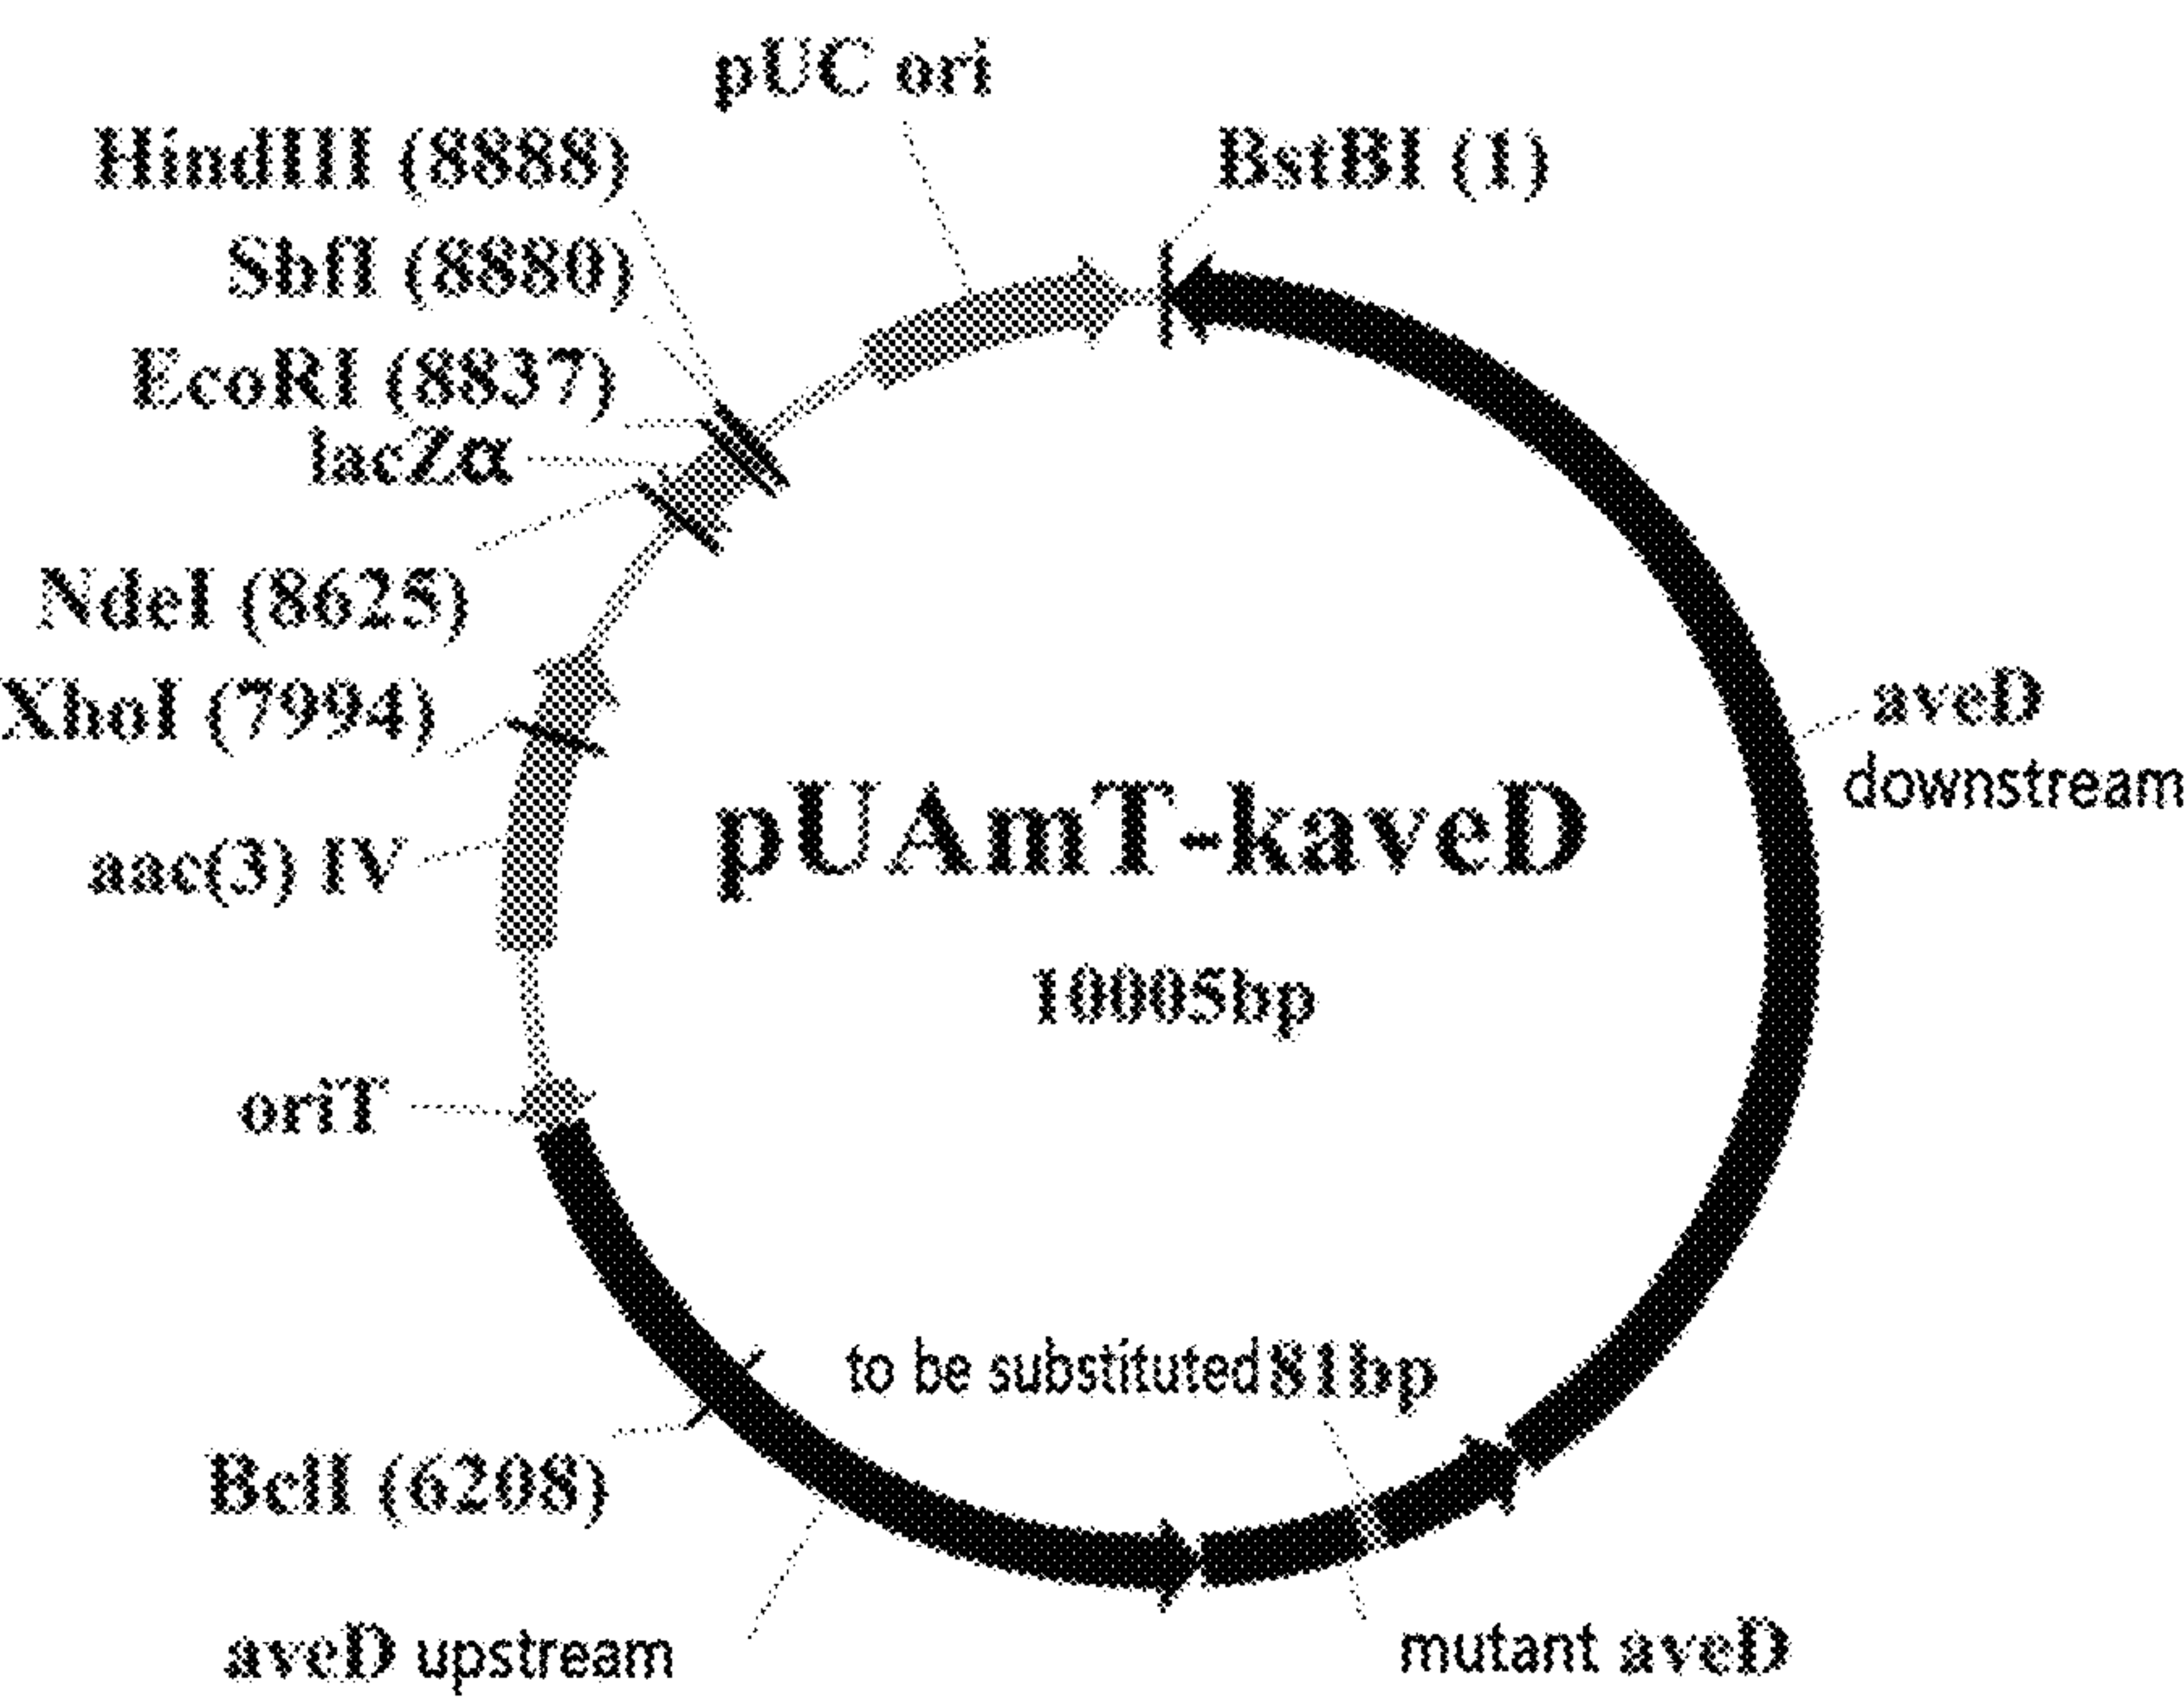 pUC ori
HindIII (8888)
BstBI (1)
SbfI (8880)
EcoRI (8837)
lacZα
NdeI (8625)
XhoI (7994)
aveD
downstream
pUAmT-kaveD
aac(3) IV
10005bp
oriT
to be substituted 81bp
BclI (6208)
aveD upstream
mutant aveD